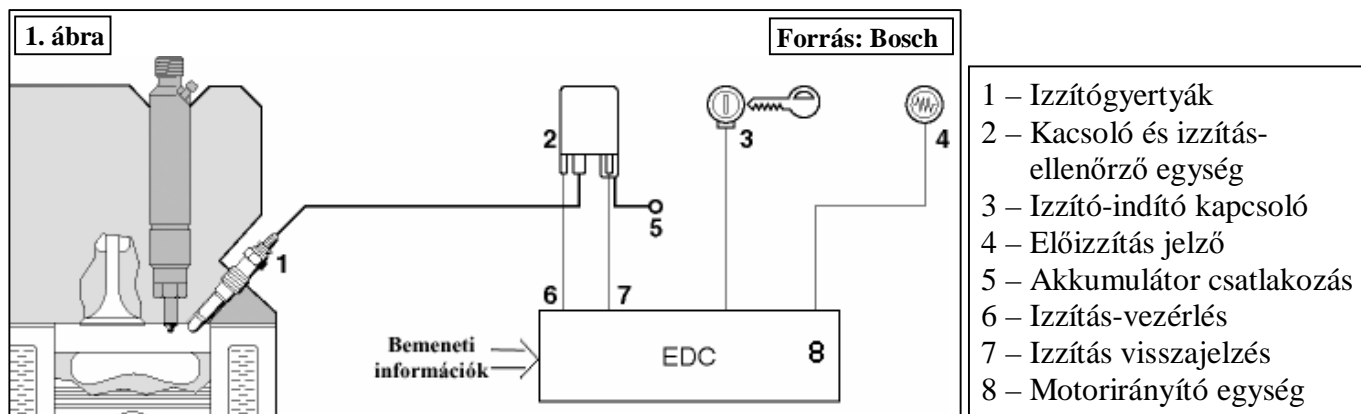 1. ábra
Forrás: Bosch
2
3
4
5
1
6
7
Bemeneti
információk
EDC
8
1 – Izzítógyertyák
2 – Kacsoló és izzítás-
ellenőrző egység
3 – Izzító-indító kapcsoló
4 – Előizzítás jelző
5 – Akkumulátor csatlakozás
6 – Izzítás-vezérlés
7 – Izzítás visszajelzés
8 – Motorirányító egység